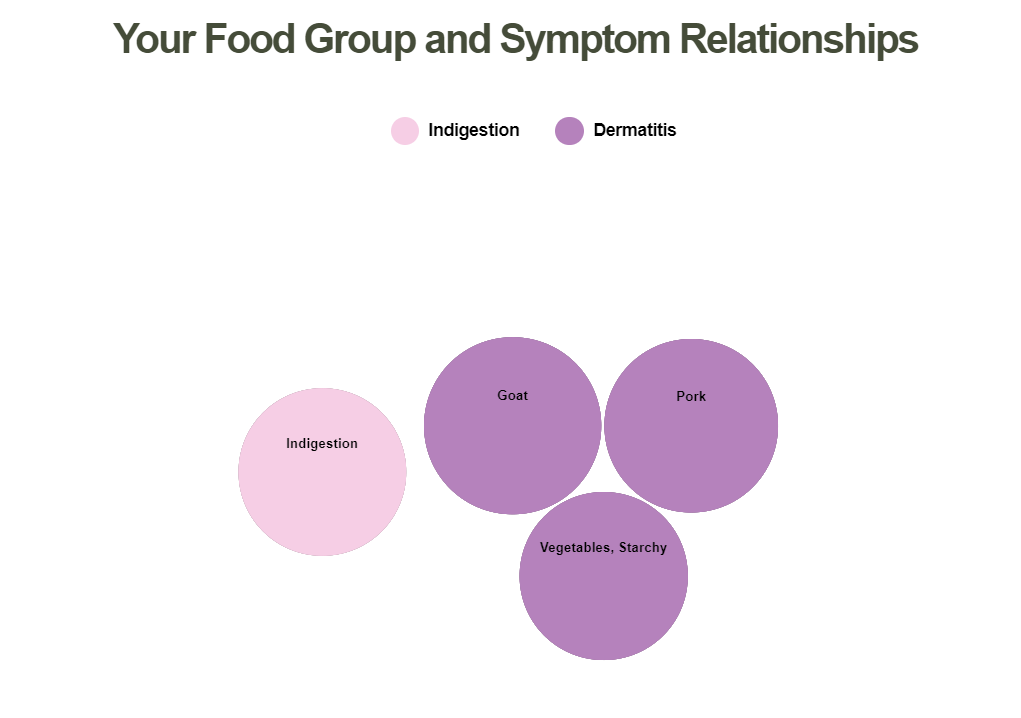 Your Food Group and Symptom Relationships
Indigestion
Dermatitis
Goat
Pork
Indigestion
Vegetables, Starchy